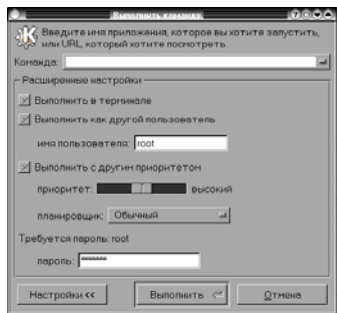 Выполнить команду
Введите имя приложения, которое вы хотите запустить,
или URL, который хотите посмотреть.
Команда:
Расширенные настройки
Выполнить в терминале
Выполнить как другой пользователь
имя пользователя: root
Выполнить с другим приоритетом
приоритет: высокий
планировщик: Обычный
Требуется пароль: root
пароль: *******
Настройки << Выполнить Отмена